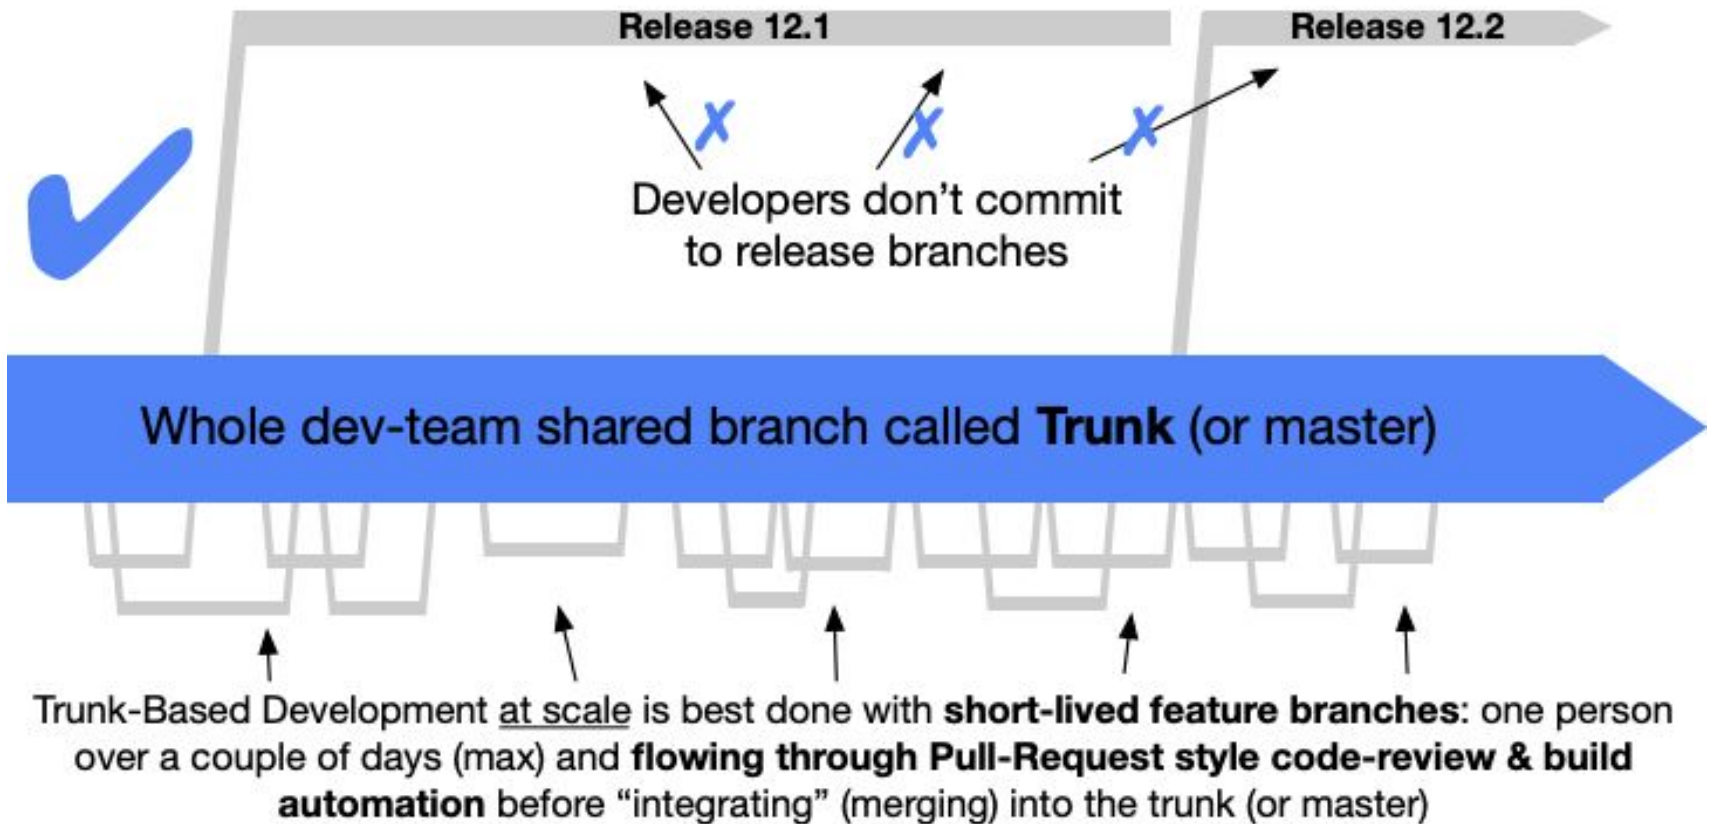 Release 12.1
Release 12.2
Developers don’t commit
to release branches
Whole dev-team shared branch called Trunk (or master)
Trunk-Based Development at scale is best done with short-lived feature branches: one person
over a couple of days (max) and flowing through Pull-Request style code-review & build
automation before “integrating” (merging) into the trunk (or master)